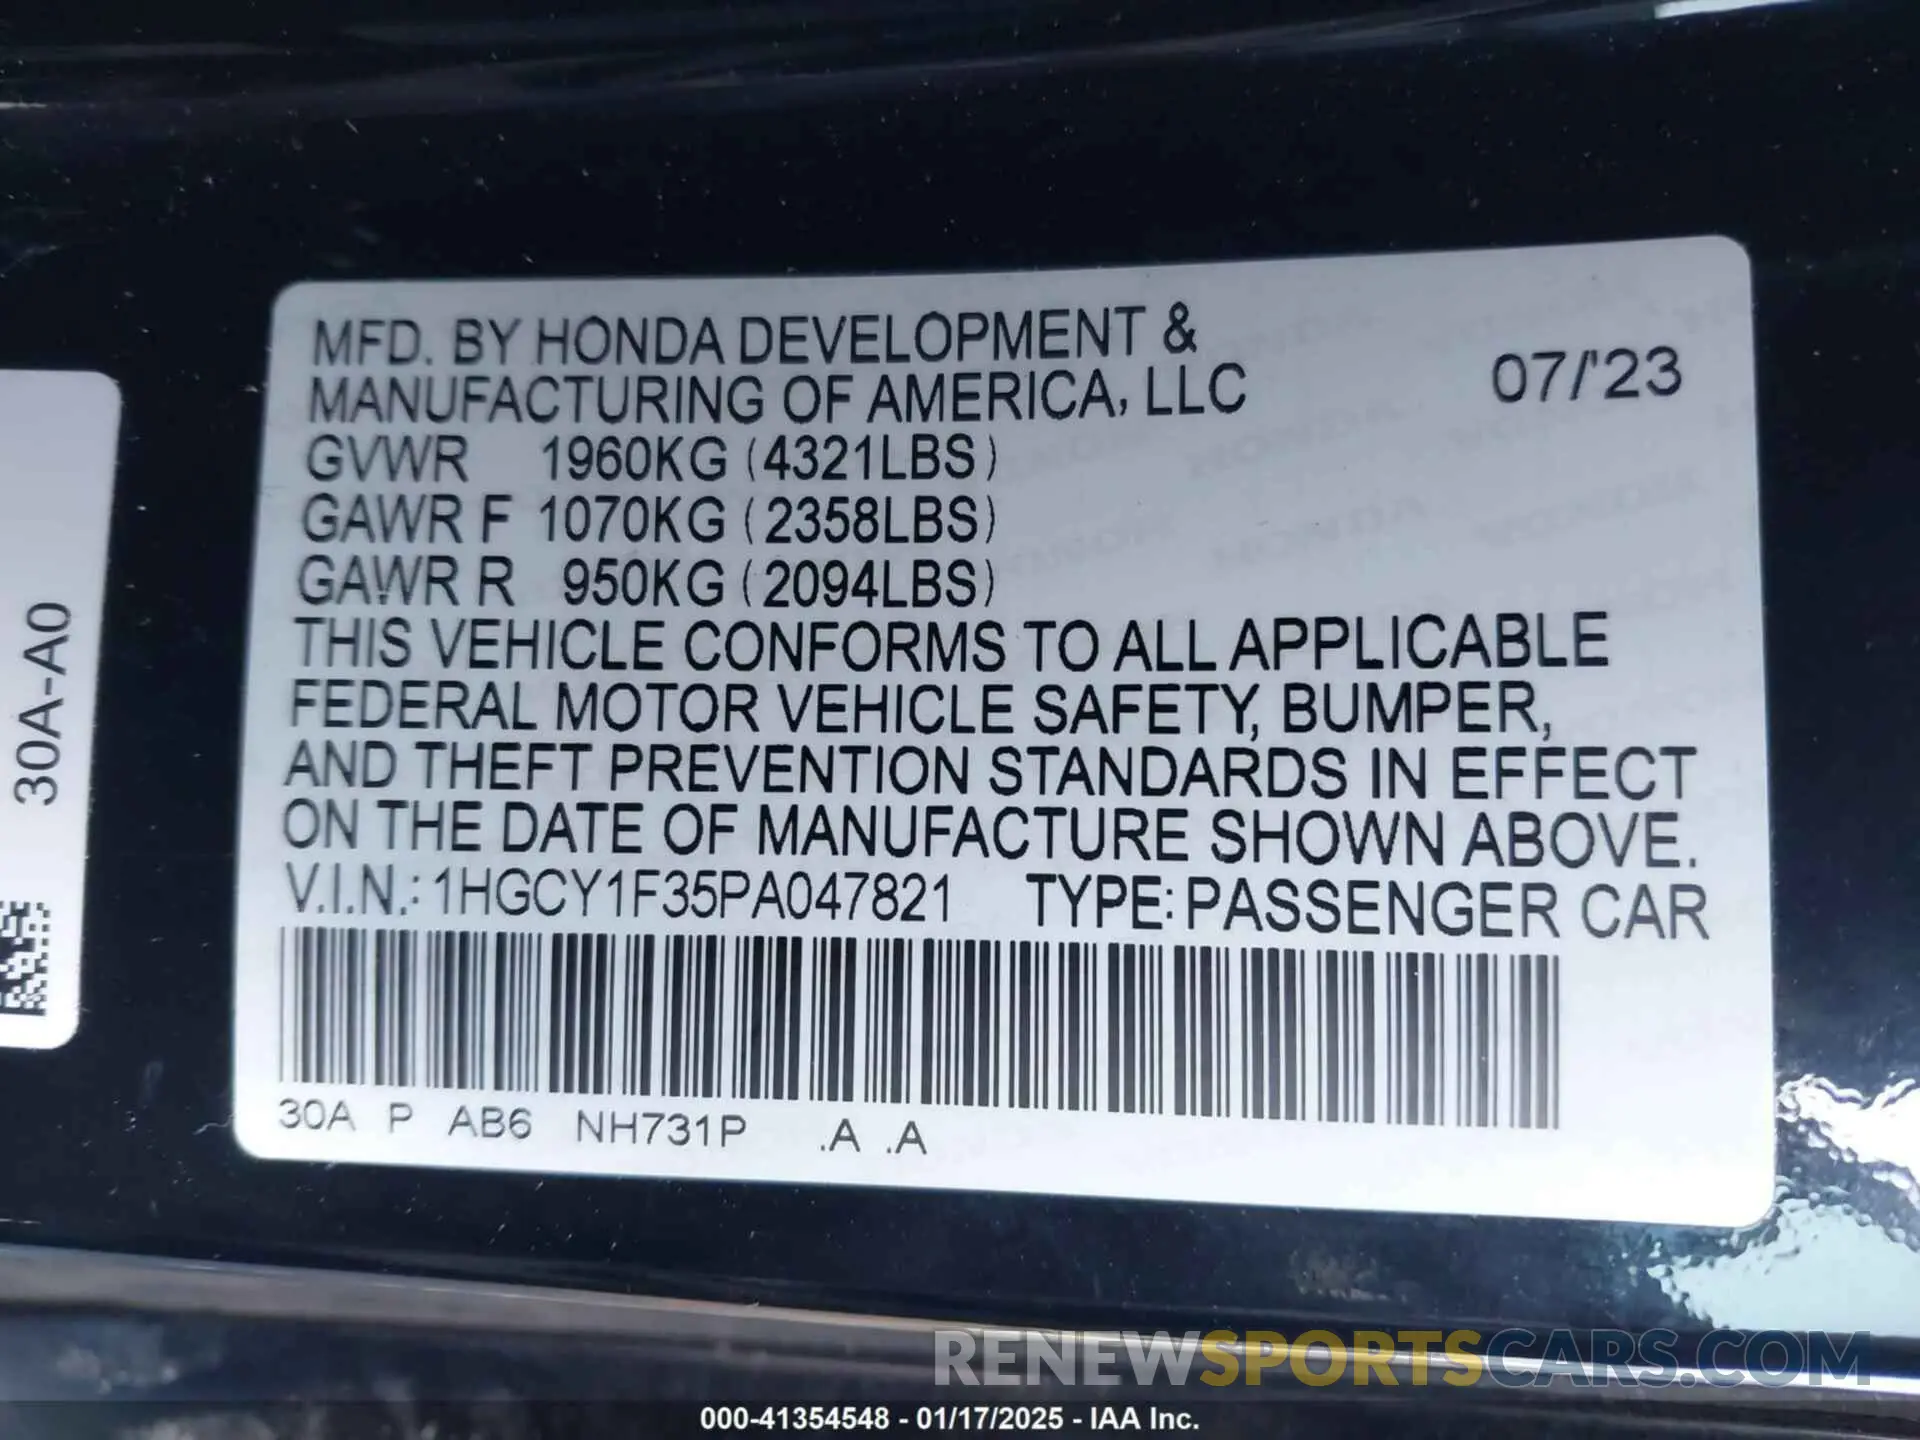 MFD. BY HONDA DEVELOPMENT &
MANUFACTURING OF AMERICA, LLC 07/'23
GVWR 1960KG (4321LBS)
GAWR F 1070KG (2358LBS)
GAWR R 950KG (2094LBS)
THIS VEHICLE CONFORMS TO ALL APPLICABLE
FEDERAL MOTOR VEHICLE SAFETY, BUMPER,
AND THEFT PREVENTION STANDARDS IN EFFECT
ON THE DATE OF MANUFACTURE SHOWN ABOVE.
V.I.N.: 1HGCY1F35PA047821 TYPE: PASSENGER CAR
30A P AB6 NH731P .A .A
30A-A0
RENEWSPORTSCARS.COM
000-41354548 - 01/17/2025 - IAA Inc.